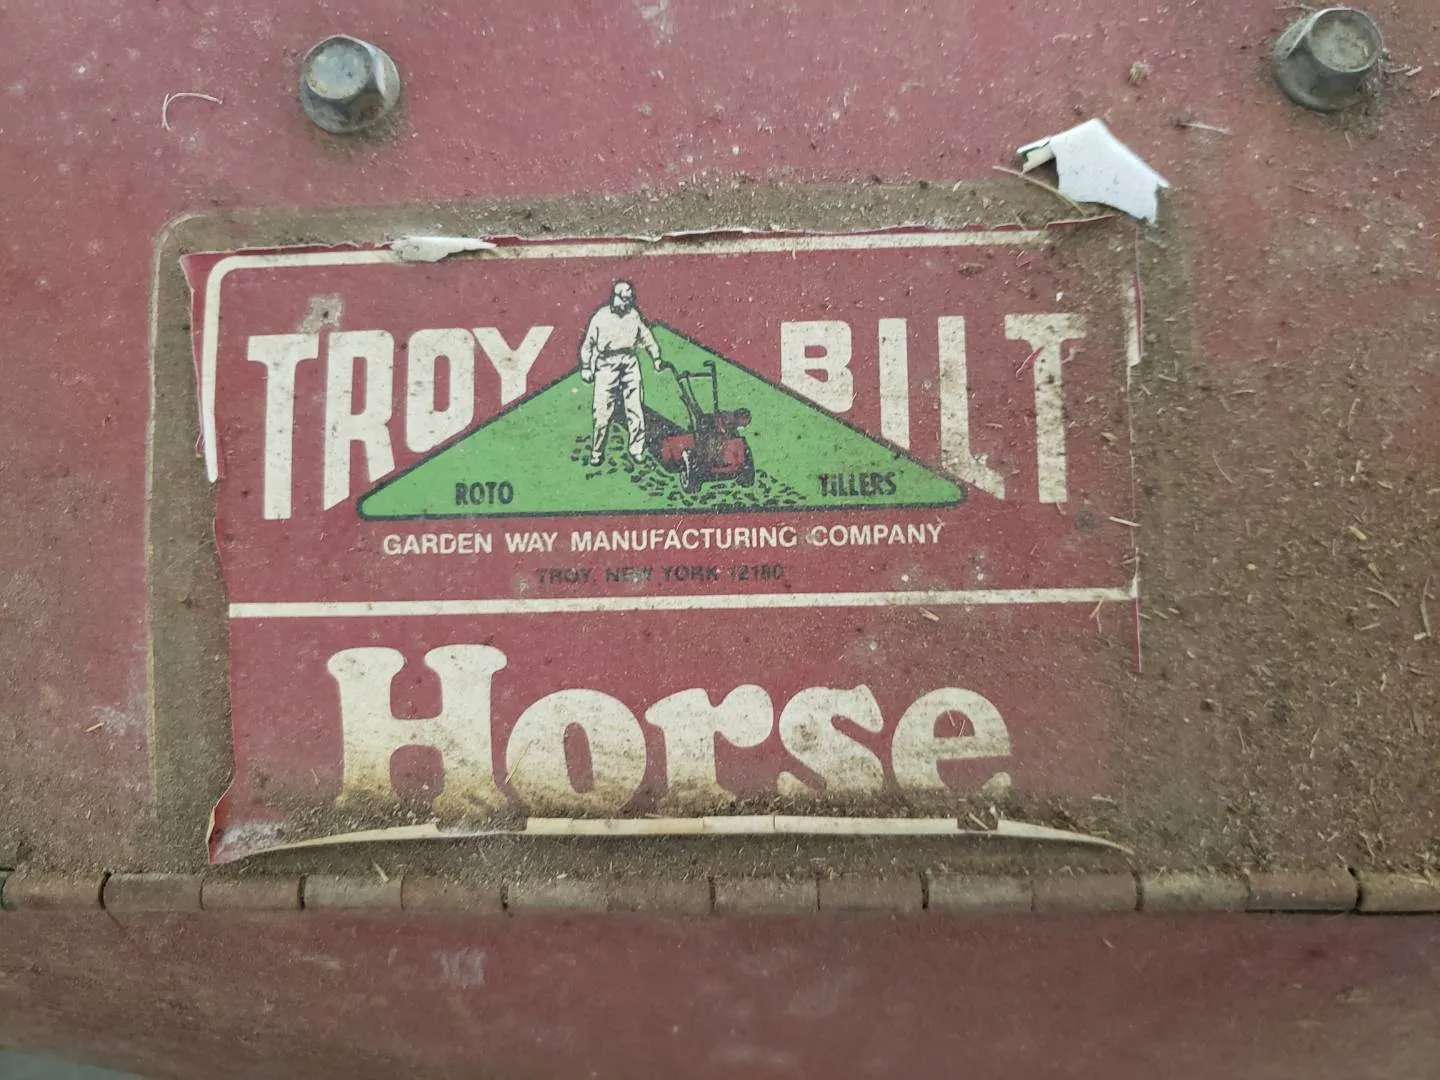 TROY BILT
ROTO TILLERS
GARDEN WAY MANUFACTURING COMPANY
TROY, NEW YORK 12180
Horse